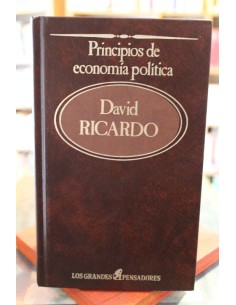 Principios de
economía política
David
RICARDO
LOS GRANDES PENSADORES